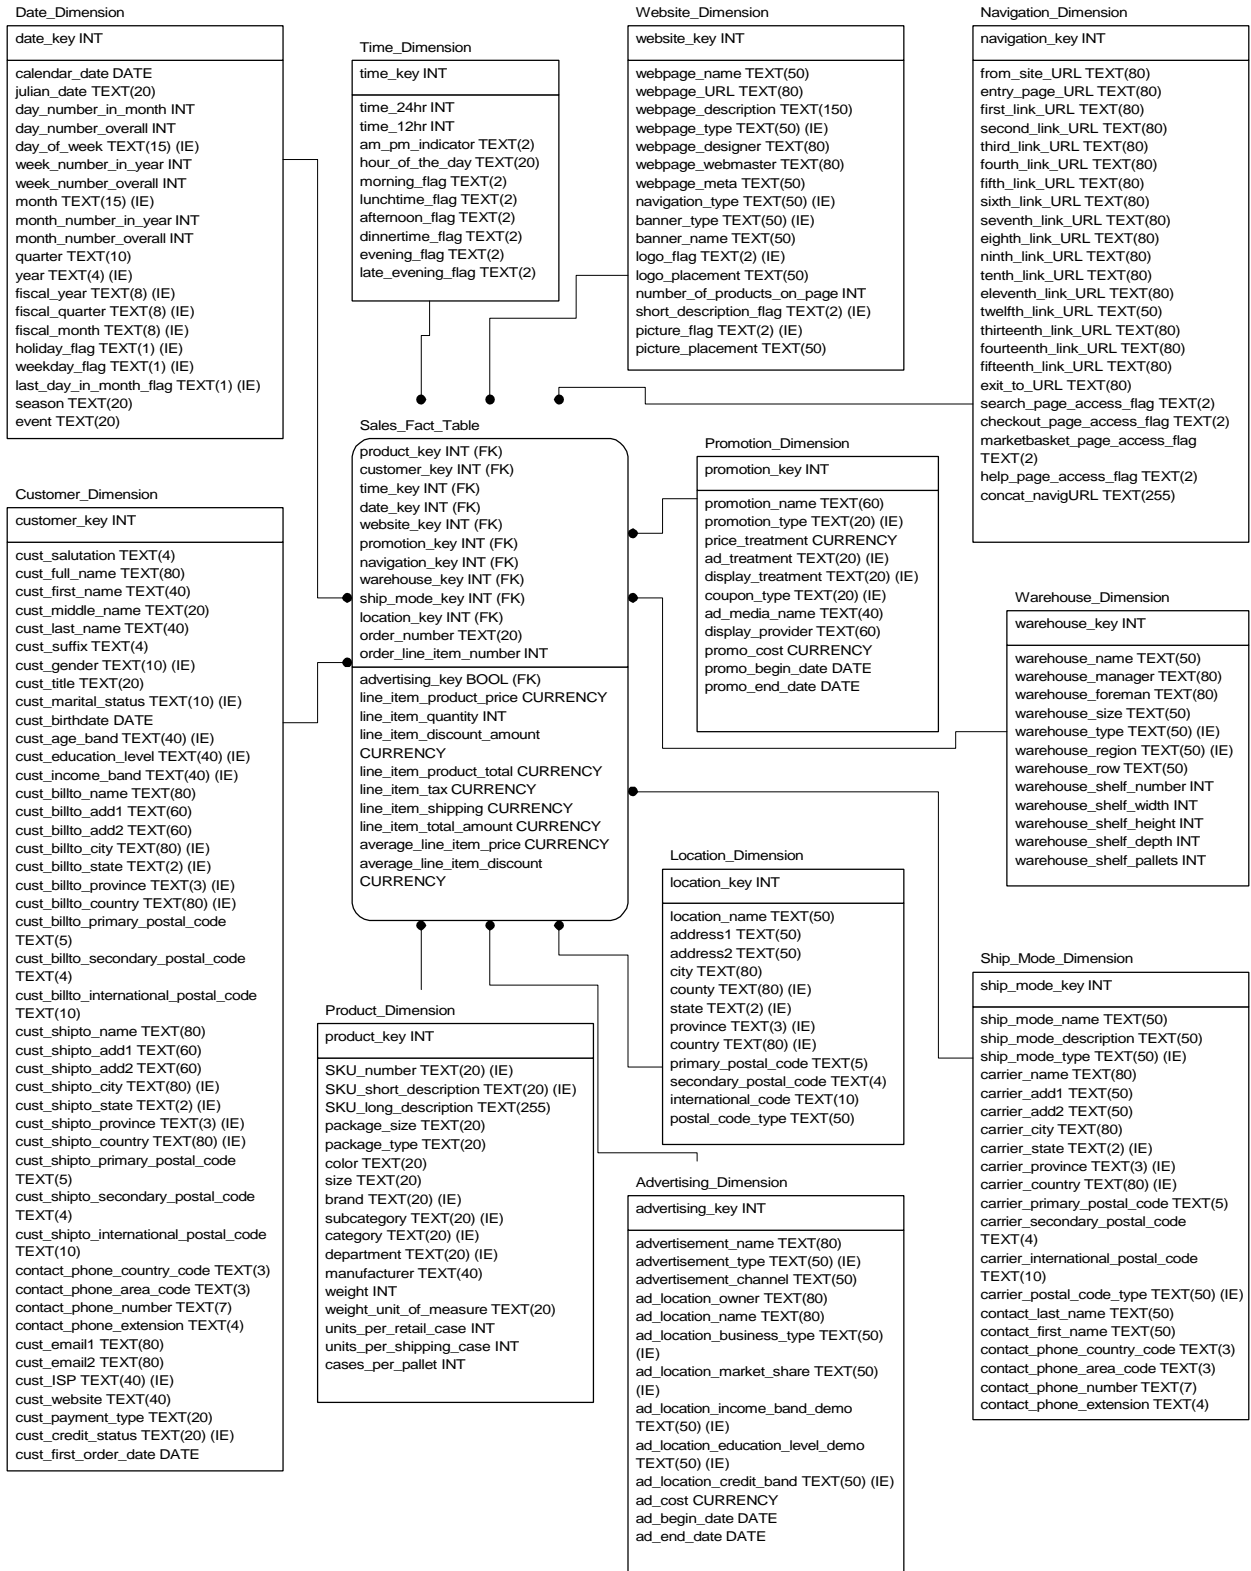 Date_Dimension
date_key INT
calendar_date DATE
julian_date TEXT(20)
day_number_in_month INT
day_number_overall INT
day_of_week TEXT(15) (IE)
week_number_in_year INT
week_number_overall INT
month TEXT(15) (IE)
month_number_in_year INT
month_number_overall INT
quarter TEXT(10)
year TEXT(4) (IE)
fiscal_year TEXT(8) (IE)
fiscal_quarter TEXT(8) (IE)
fiscal_month TEXT(8) (IE)
holiday_flag TEXT(1) (IE)
weekday_flag TEXT(1) (IE)
last_day_in_month_flag TEXT(1) (IE)
season TEXT(20)
event TEXT(20)
Time_Dimension
time_key INT
time_24hr INT
time_12hr INT
am_pm_indicator TEXT(2)
hour_of_the_day TEXT(20)
morning_flag TEXT(2)
lunchtime_flag TEXT(2)
afternoon_flag TEXT(2)
dinnertime_flag TEXT(2)
evening_flag TEXT(2)
late_evening_flag TEXT(2)
Website_Dimension
website_key INT
webpage_name TEXT(50)
webpage_URL TEXT(80)
webpage_description TEXT(150)
webpage_type TEXT(50) (IE)
webpage_designer TEXT(80)
webpage_webmaster TEXT(80)
webpage_meta TEXT(50)
navigation_type TEXT(50) (IE)
banner_type TEXT(50) (IE)
banner_name TEXT(50)
logo_flag TEXT(2) (IE)
logo_placement TEXT(50)
number_of_products_on_page INT
short_description_flag TEXT(2) (IE)
picture_flag TEXT(2) (IE)
picture_placement TEXT(50)
Navigation_Dimension
navigation_key INT
from_site_URL TEXT(80)
entry_page_URL TEXT(80)
first_link_URL TEXT(80)
second_link_URL TEXT(80)
third_link_URL TEXT(80)
fourth_link_URL TEXT(80)
fifth_link_URL TEXT(80)
sixth_link_URL TEXT(80)
seventh_link_URL TEXT(80)
eighth_link_URL TEXT(80)
ninth_link_URL TEXT(80)
tenth_link_URL TEXT(80)
eleventh_link_URL TEXT(80)
twelfth_link_URL TEXT(50)
thirteenth_link_URL TEXT(80)
fourteenth_link_URL TEXT(80)
fifteenth_link_URL TEXT(80)
exit_to_URL TEXT(80)
search_page_access_flag TEXT(2)
checkout_page_access_flag TEXT(2)
marketbasket_page_access_flag
TEXT(2)
help_page_access_flag TEXT(2)
concat_navigURL TEXT(255)
Customer_Dimension
customer_key INT
cust_salutation TEXT(4)
cust_full_name TEXT(80)
cust_first_name TEXT(40)
cust_middle_name TEXT(20)
cust_last_name TEXT(40)
cust_suffix TEXT(4)
cust_gender TEXT(10) (IE)
cust_title TEXT(20)
cust_marital_status TEXT(10) (IE)
cust_birthdate DATE
cust_age_band TEXT(40) (IE)
cust_education_level TEXT(40) (IE)
cust_income_band TEXT(40) (IE)
cust_billto_name TEXT(80)
cust_billto_add1 TEXT(60)
cust_billto_add2 TEXT(60)
cust_billto_city TEXT(80) (IE)
cust_billto_state TEXT(2) (IE)
cust_billto_province TEXT(3) (IE)
cust_billto_country TEXT(80) (IE)
cust_billto_primary_postal_code
TEXT(5)
cust_billto_secondary_postal_code
TEXT(4)
cust_billto_international_postal_code
TEXT(10)
cust_shipto_name TEXT(80)
cust_shipto_add1 TEXT(60)
cust_shipto_add2 TEXT(60)
cust_shipto_city TEXT(80) (IE)
cust_shipto_state TEXT(2) (IE)
cust_shipto_province TEXT(3) (IE)
cust_shipto_country TEXT(80) (IE)
cust_shipto_primary_postal_code
TEXT(5)
cust_shipto_secondary_postal_code
TEXT(4)
cust_shipto_international_postal_code
TEXT(10)
contact_phone_country_code TEXT(3)
contact_phone_area_code TEXT(3)
contact_phone_number TEXT(7)
contact_phone_extension TEXT(4)
cust_email1 TEXT(80)
cust_email2 TEXT(80)
cust_ISP TEXT(40) (IE)
cust_website TEXT(40)
cust_payment_type TEXT(20)
cust_credit_status TEXT(20) (IE)
cust_first_order_date DATE
Sales_Fact_Table
product_key INT (FK)
customer_key INT (FK)
time_key INT (FK)
date_key INT (FK)
website_key INT (FK)
promotion_key INT (FK)
navigation_key INT (FK)
warehouse_key INT (FK)
ship_mode_key INT (FK)
location_key INT (FK)
order_number TEXT(20)
order_line_item_number INT
advertising_key BOOL (FK)
line_item_product_price CURRENCY
line_item_quantity INT
line_item_discount_amount
CURRENCY
line_item_product_total CURRENCY
line_item_tax CURRENCY
line_item_shipping CURRENCY
line_item_total_amount CURRENCY
average_line_item_price CURRENCY
average_line_item_discount
CURRENCY
Promotion_Dimension
promotion_key INT
promotion_name TEXT(60)
promotion_type TEXT(20) (IE)
price_treatment CURRENCY
ad_treatment TEXT(20) (IE)
display_treatment TEXT(20) (IE)
coupon_type TEXT(20) (IE)
ad_media_name TEXT(40)
display_provider TEXT(60)
promo_cost CURRENCY
promo_begin_date DATE
promo_end_date DATE
Warehouse_Dimension
warehouse_key INT
warehouse_name TEXT(50)
warehouse_manager TEXT(80)
warehouse_foreman TEXT(80)
warehouse_size TEXT(50)
warehouse_type TEXT(50) (IE)
warehouse_region TEXT(50) (IE)
warehouse_row TEXT(50)
warehouse_shelf_number INT
warehouse_shelf_width INT
warehouse_shelf_height INT
warehouse_shelf_depth INT
warehouse_shelf_pallets INT
Location_Dimension
location_key INT
location_name TEXT(50)
address1 TEXT(50)
address2 TEXT(50)
city TEXT(80)
county TEXT(80) (IE)
state TEXT(2) (IE)
province TEXT(3) (IE)
country TEXT(80) (IE)
primary_postal_code TEXT(5)
secondary_postal_code TEXT(4)
international_code TEXT(10)
postal_code_type TEXT(50)
Ship_Mode_Dimension
ship_mode_key INT
ship_mode_name TEXT(50)
ship_mode_description TEXT(50)
ship_mode_type TEXT(50) (IE)
carrier_name TEXT(80)
carrier_add1 TEXT(50)
carrier_add2 TEXT(50)
carrier_city TEXT(80)
carrier_state TEXT(2) (IE)
carrier_province TEXT(3) (IE)
carrier_country TEXT(80) (IE)
carrier_primary_postal_code TEXT(5)
carrier_secondary_postal_code
TEXT(4)
carrier_international_postal_code
TEXT(10)
carrier_postal_code_type TEXT(50) (IE)
contact_last_name TEXT(50)
contact_first_name TEXT(50)
contact_phone_country_code TEXT(3)
contact_phone_area_code TEXT(3)
contact_phone_number TEXT(7)
contact_phone_extension TEXT(4)
Product_Dimension
product_key INT
SKU_number TEXT(20) (IE)
SKU_short_description TEXT(20) (IE)
SKU_long_description TEXT(255)
package_size TEXT(20)
package_type TEXT(20)
color TEXT(20)
size TEXT(20)
brand TEXT(20) (IE)
subcategory TEXT(20) (IE)
category TEXT(20) (IE)
department TEXT(20) (IE)
manufacturer TEXT(40)
weight INT
weight_unit_of_measure TEXT(20)
units_per_retail_case INT
units_per_shipping_case INT
cases_per_pallet INT
Advertising_Dimension
advertising_key INT
advertisement_name TEXT(80)
advertisement_type TEXT(50) (IE)
advertisement_channel TEXT(50)
ad_location_owner TEXT(80)
ad_location_name TEXT(80)
ad_location_business_type TEXT(50)
(IE)
ad_location_market_share TEXT(50)
(IE)
ad_location_income_band_demo
TEXT(50) (IE)
ad_location_education_level_demo
TEXT(50) (IE)
ad_location_credit_band TEXT(50) (IE)
ad_cost CURRENCY
ad_begin_date DATE
ad_end_date DATE